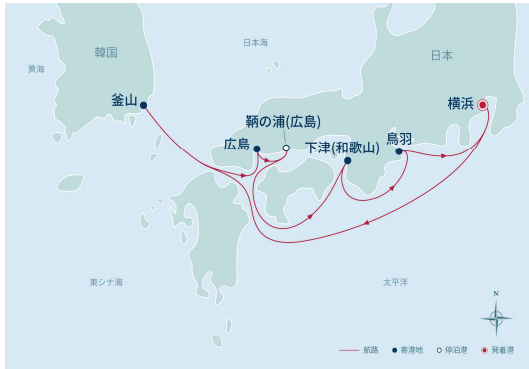 韓国
日本海
日本
黄海
釜山
横浜
鞆の浦(広島)
広島
鳥羽
下津(和歌山)
東シナ海
太平洋
N
航路
寄港地
停泊港
発着港